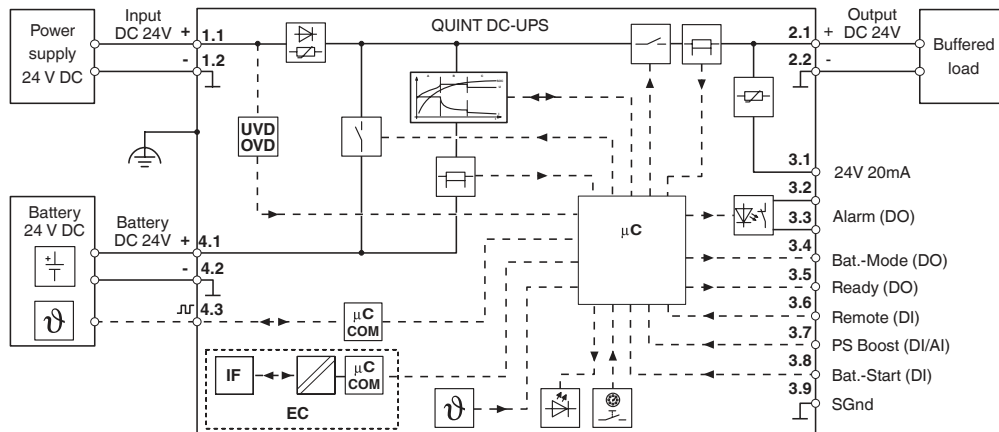 Power
supply
24 V DC
Input
DC 24V
+
1.1
-
1.2
QUINT DC-UPS
2.1
+
2.2
-
Output
DC 24V
Buffered
load
UVD
OVD
3.1
24V 20mA
3.2
3.3
Alarm (DO)
3.4
Bat.-Mode (DO)
3.5
Ready (DO)
3.6
Remote (DI)
3.7
PS Boost (DI/AI)
3.8
Bat.-Start (DI)
3.9
SGnd
µC
Battery
24 V DC
+
ϑ
Battery
DC 24V
+
4.1
-
4.2
4.3
µC
COM
IF
µC
COM
EC
ϑ